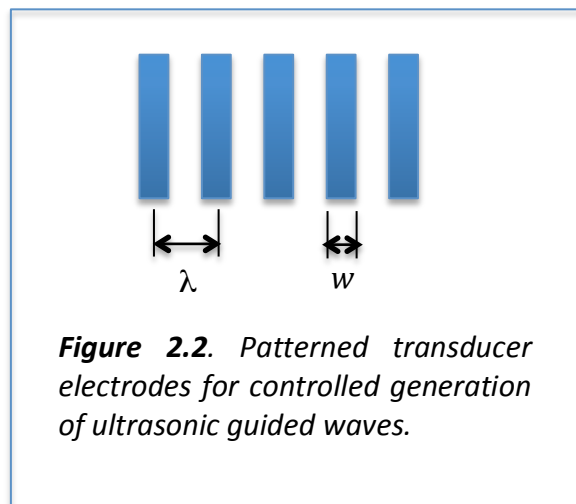 λ w
Figure 2.2. Patterned transducer
electrodes for controlled generation
of ultrasonic guided waves.